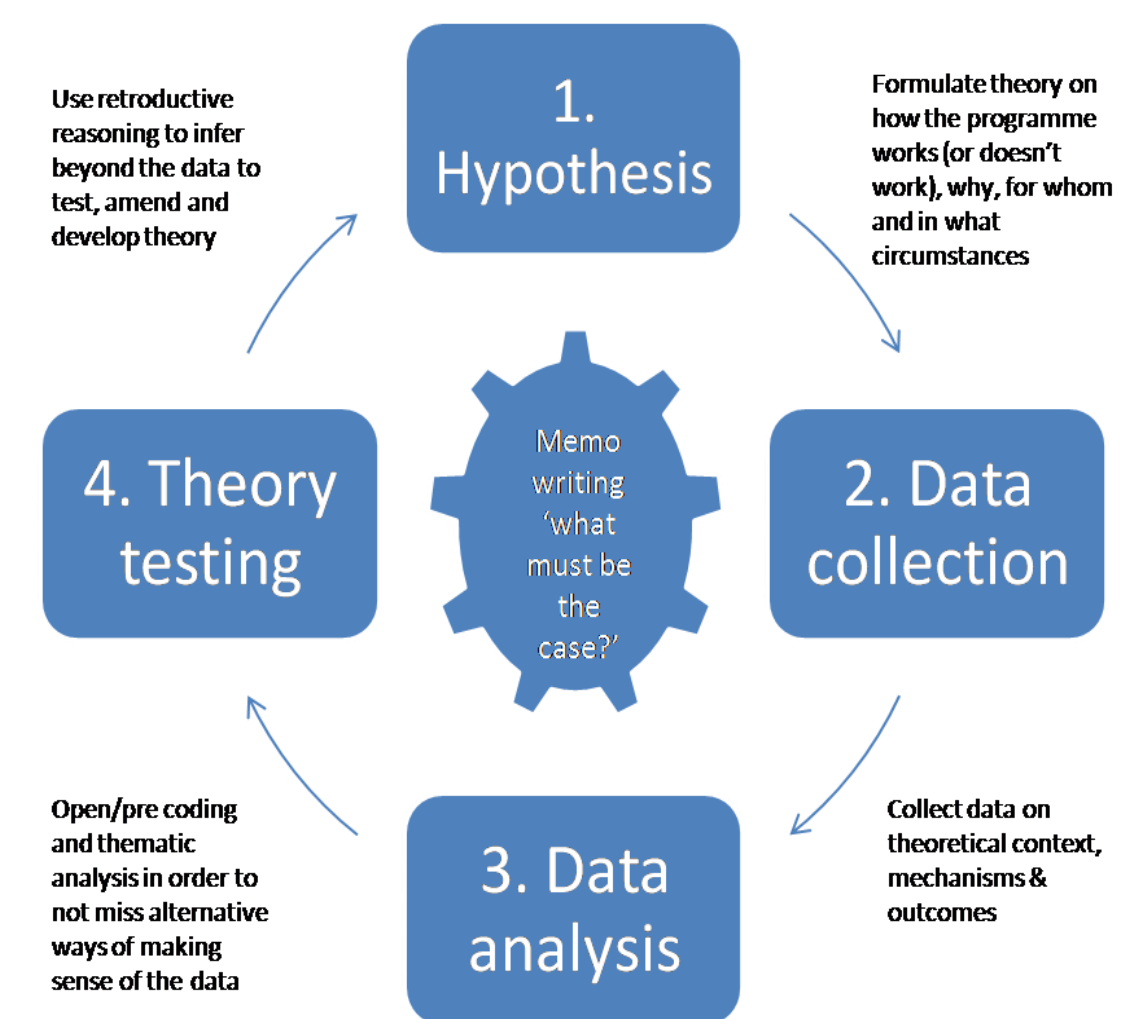 1.
Hypothesis
Formulate theory on
how the programme
works (or doesn't
work), why, for whom
and in what
circumstances
2. Data
collection
Collect data on
theoretical context,
mechanisms &
outcomes
3. Data
analysis
Open/pre coding
and thematic
analysis in order to
not miss alternative
ways of making
sense of the data
4. Theory
testing
Use retroductive
reasoning to infer
beyond the data to
test, amend and
develop theory
Memo
writing
‘what
must be
the
case?’